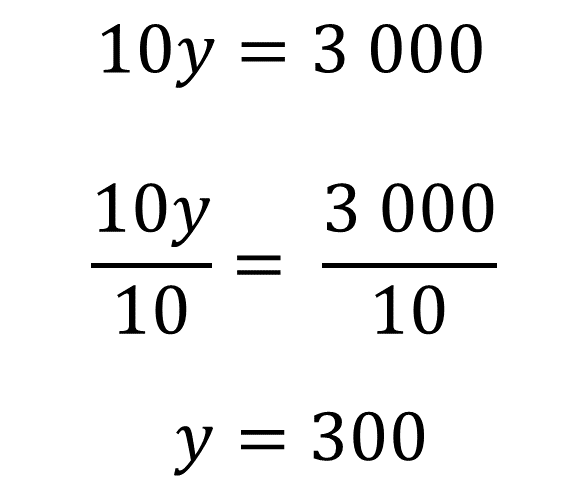 10y = 3 000
10y/10 = 3 000/10
y = 300